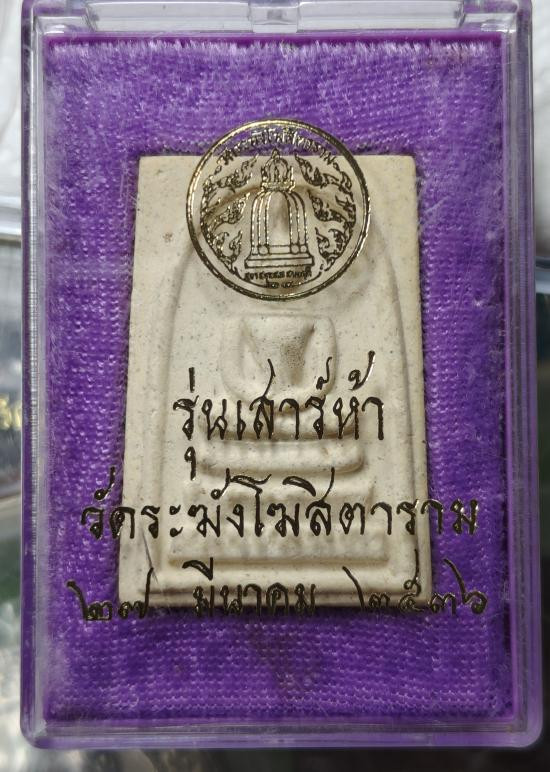 รุ่นเสาร์ห้า
วัดระฆังโฆสิตาราม
๒๗ มีนาคม ๒๕๓๖